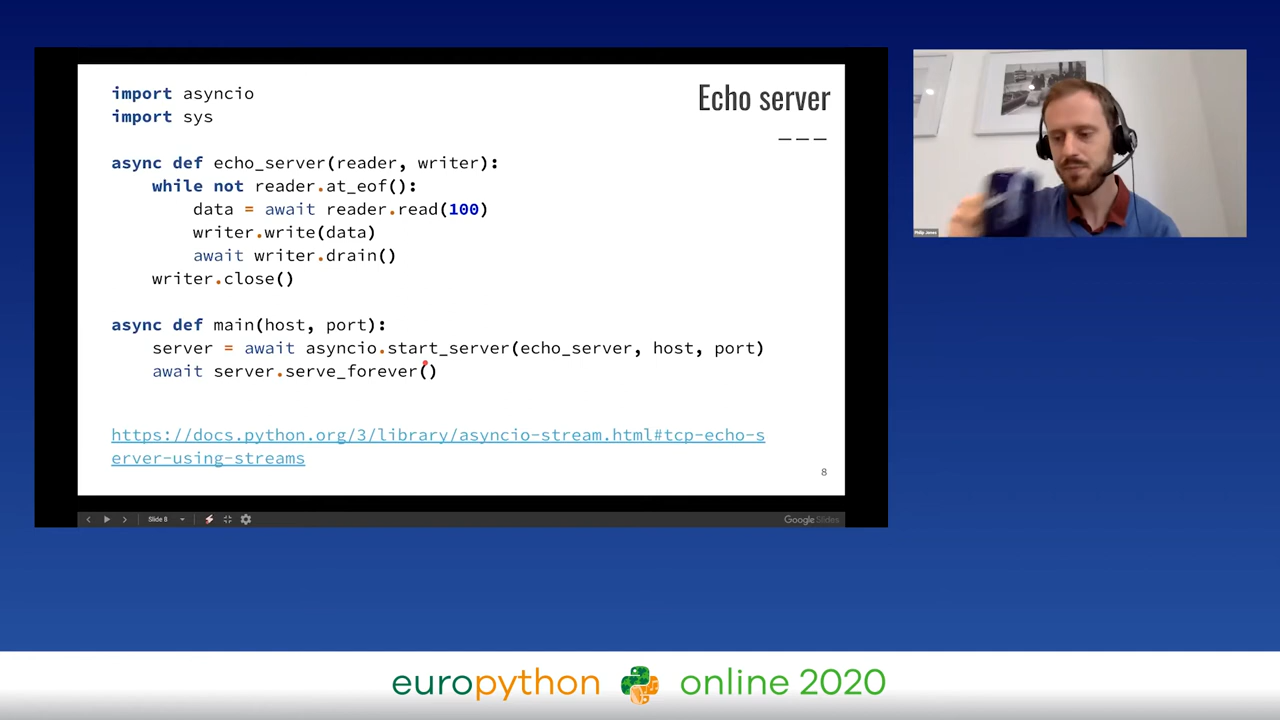 import asyncio
import sys
async def echo_server(reader, writer):
while not reader.at_eof():
data = await reader.read(100)
writer.write(data)
await writer.drain()
writer.close()
async def main(host, port):
server = await asyncio.start_server(echo_server, host, port)
await server.serve_forever()
https://docs.python.org/3/library/asyncio-stream.html#tcp-echo-s
erver-using-streams
Echo server
___
8
Slide 8
Google Slides
Philip Jones
europython online 2020